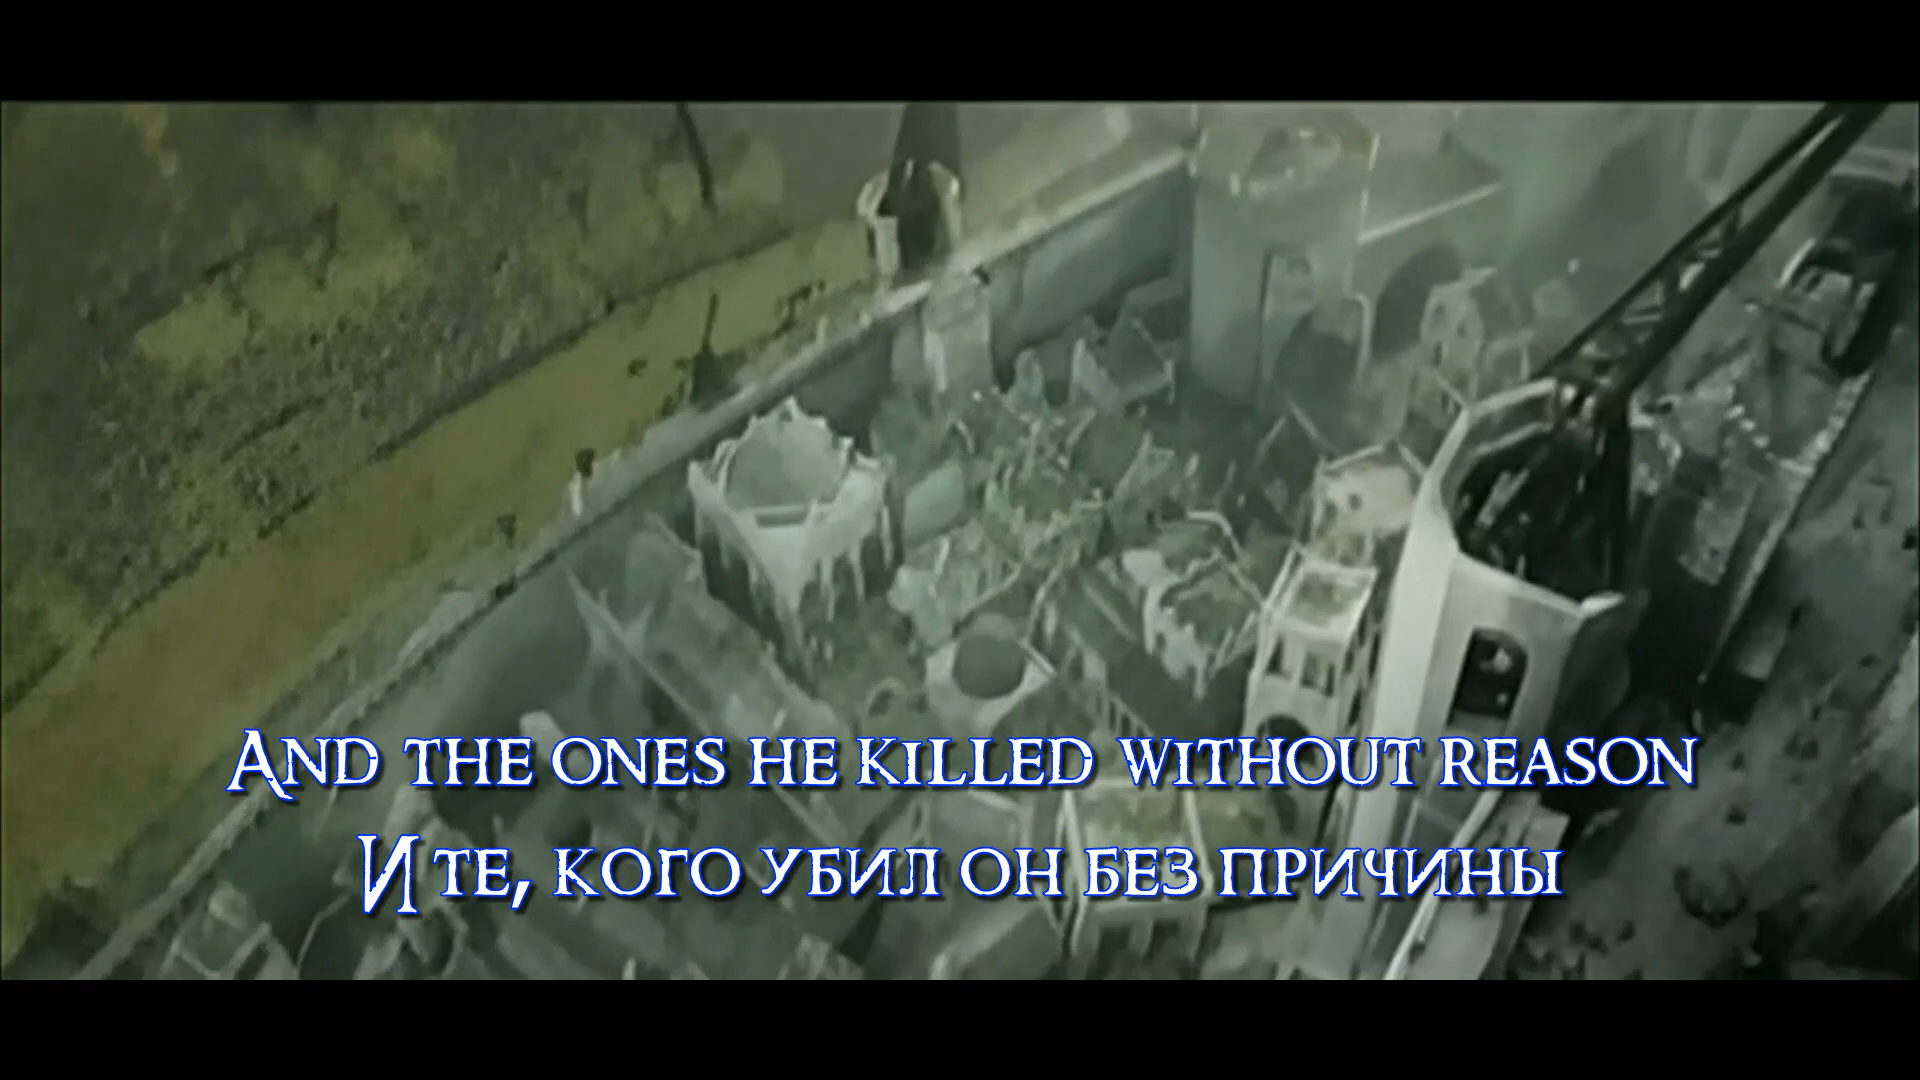 And the ones he killed without reason
И те, кого убил он без причины